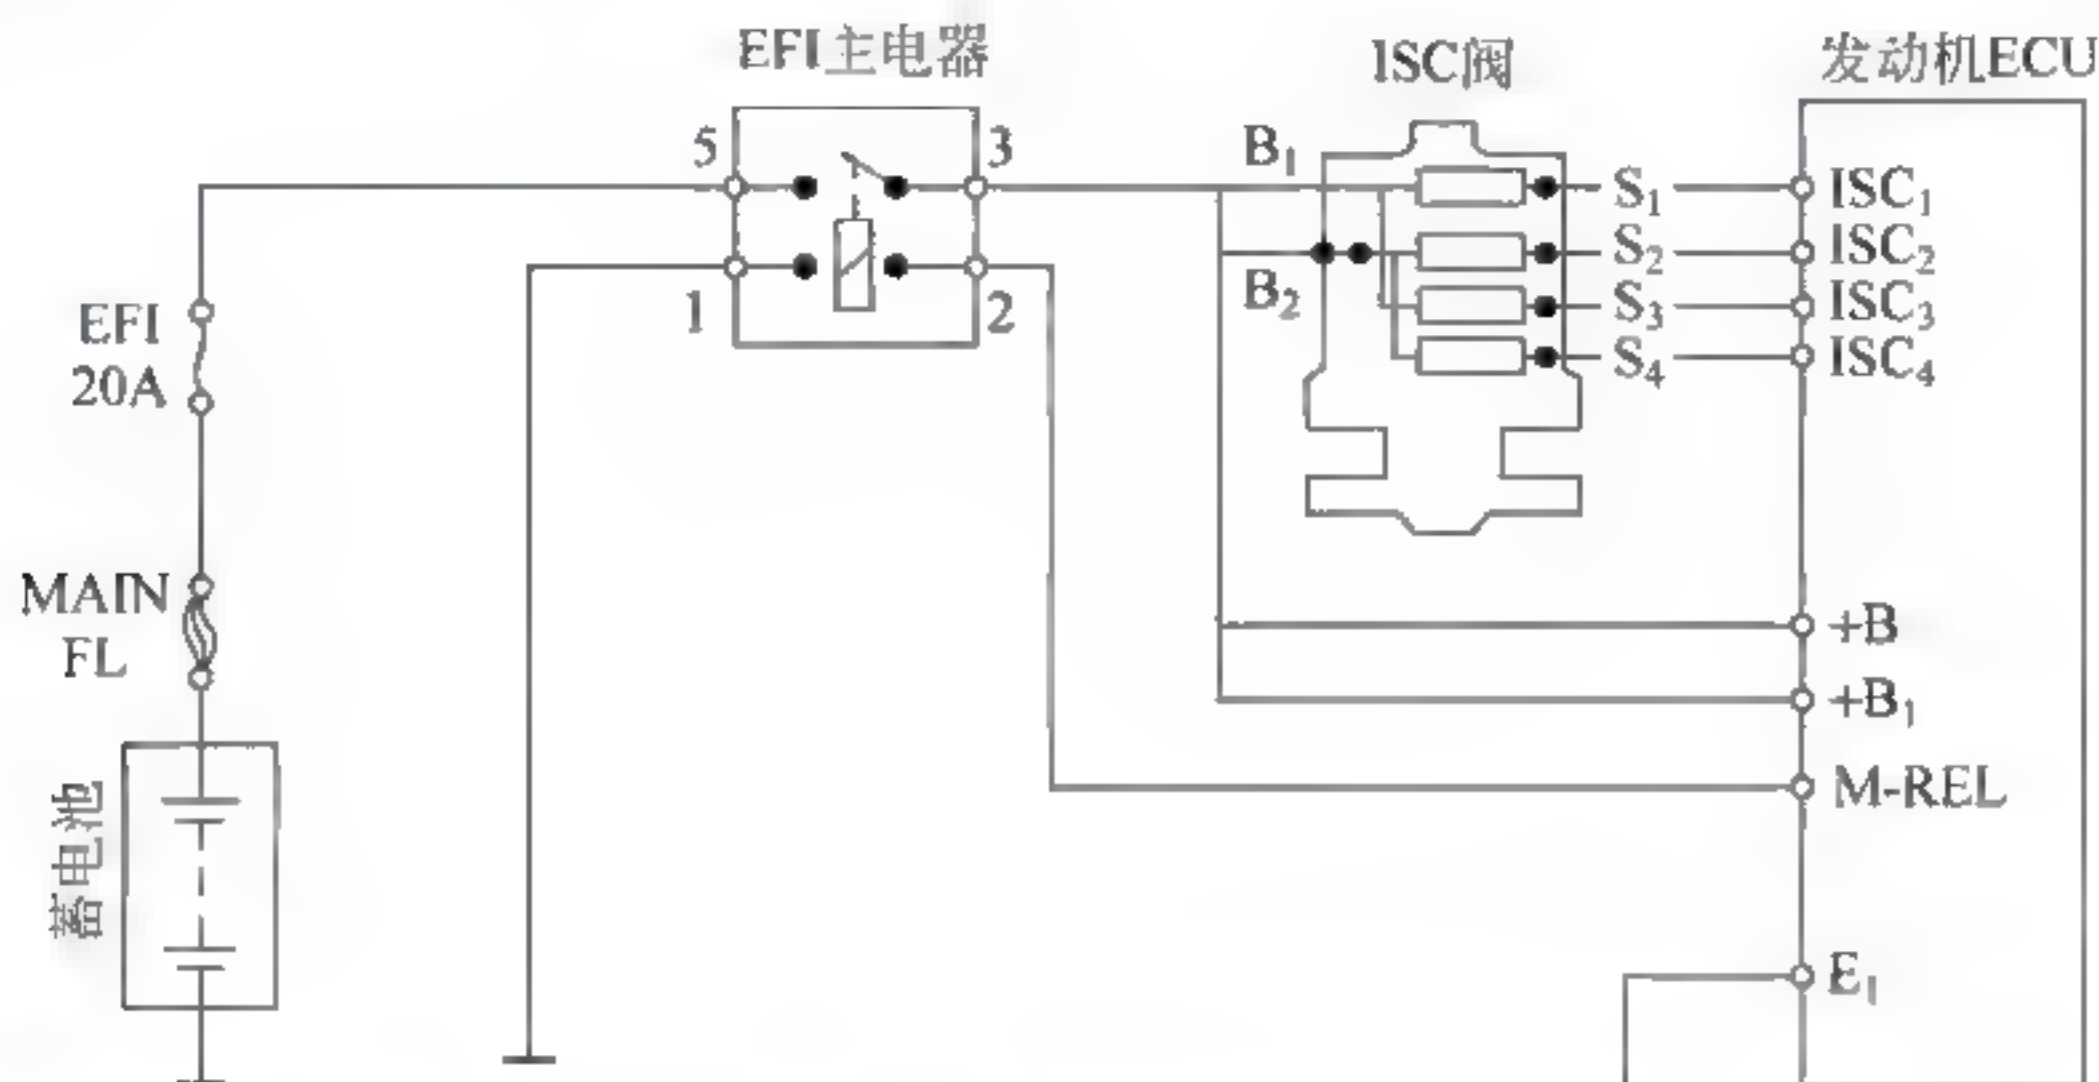 EFI主电器
ISC阀
发动机ECU
5
3
B₁
S₁
ISC₁
S₂
ISC₂
1
2
B₂
S₃
ISC₃
S₄
ISC₄
EFI
20A
MAIN
FL
+B
+B₁
M-REL
蓄电池
E₁